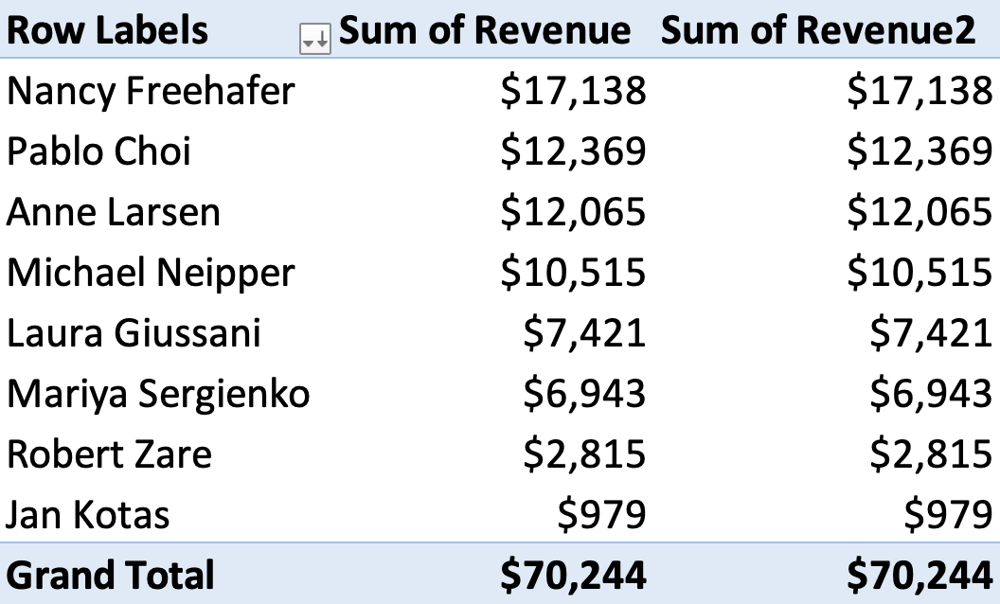 Row Labels Sum of Revenue Sum of Revenue2
Nancy Freehafer $17,138 $17,138
Pablo Choi $12,369 $12,369
Anne Larsen $12,065 $12,065
Michael Neipper $10,515 $10,515
Laura Giussani $7,421 $7,421
Mariya Sergienko $6,943 $6,943
Robert Zare $2,815 $2,815
Jan Kotas $979 $979
Grand Total $70,244 $70,244